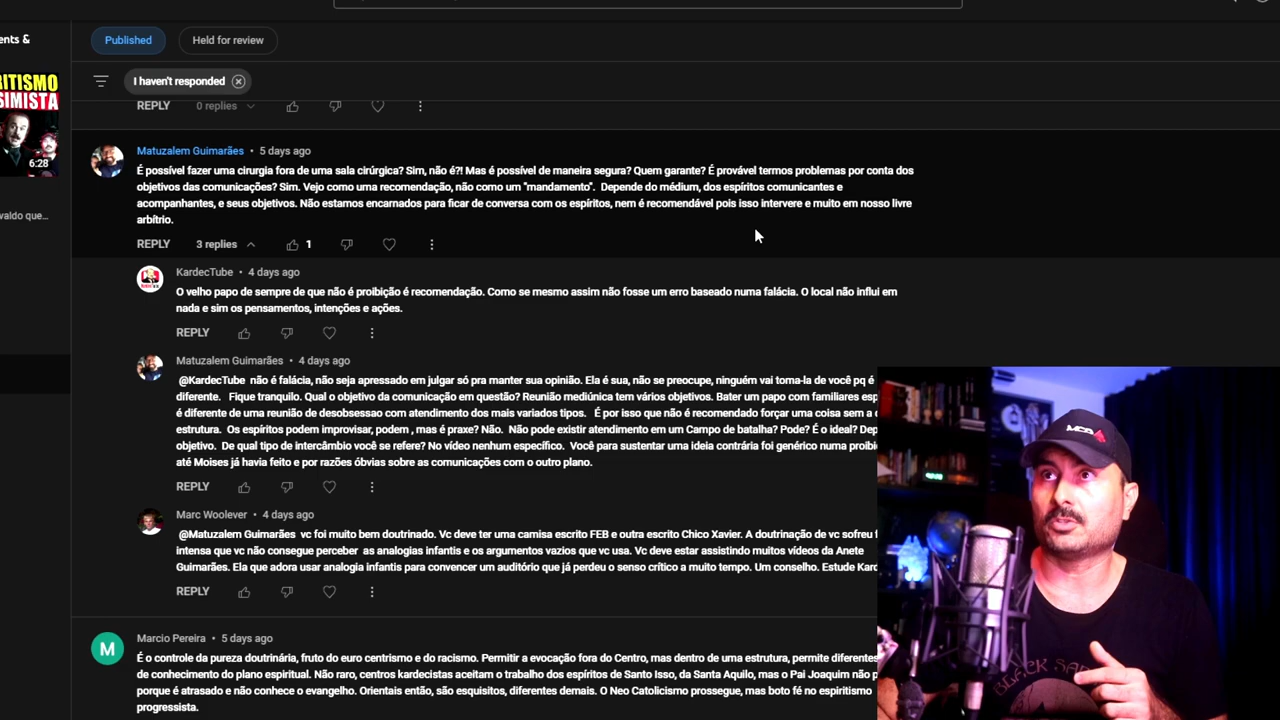 ents &
Published
Held for review
I haven't responded
RITISMO
SIMISTA
6:28
valdo que...
REPLY 0 replies
Matuzalem Guimarães • 5 days ago
É possível fazer uma cirurgia fora de uma sala cirúrgica? Sim, não é?! Mas é possível de maneira segura? Quem garante? É provável termos problemas por conta dos
objetivos das comunicações? Sim. Vejo como uma recomendação, não como um "mandamento". Depende do médium, dos espíritos comunicantes e
acompanhantes, e seus objetivos. Não estamos encarnados para ficar de conversa com os espíritos, nem é recomendável pois isso intervere e muito em nosso livre
arbítrio.
REPLY 3 replies 1
KardecTube • 4 days ago
O velho papo de sempre de que não é proibição é recomendação. Como se mesmo assim não fosse um erro baseado numa falácia. O local não influi em
nada e sim os pensamentos, intenções e ações.
REPLY
Matuzalem Guimarães • 4 days ago
@KardecTube não é falácia, não seja apressado em julgar só pra manter sua opinião. Ela é sua, não se preocupe, ninguém vai toma-la de você pq é
diferente. Fique tranquilo. Qual o objetivo da comunicação em questão? Reunião mediúnica tem vários objetivos. Bater um papo com familiares esp
é diferente de uma reunião de desobsessao com atendimento dos mais variados tipos. É por isso que não é recomendado forçar uma coisa sem a
estrutura. Os espíritos podem improvisar, podem , mas é praxe? Não. Não pode existir atendimento em um Campo de batalha? Pode? É o ideal? Dep
objetivo. De qual tipo de intercâmbio você se refere? No vídeo nenhum específico. Você para sustentar uma ideia contrária foi genérico numa proibi
até Moises já havia feito e por razões óbvias sobre as comunicações com o outro plano.
REPLY
Marc Woolever • 4 days ago
@Matuzalem Guimarães vc foi muito bem doutrinado. Vc deve ter uma camisa escrito FEB e outra escrito Chico Xavier. A doutrinação de vc sofreu f
intensa que vc não consegue perceber as analogias infantis e os argumentos vazios que vc usa. Vc deve estar assistindo muitos vídeos da Anete
Guimarães. Ela que adora usar analogia infantis para convencer um auditório que já perdeu o senso crítico a muito tempo. Um conselho. Estude Kard
REPLY
M
Marcio Pereira • 5 days ago
É o controle da pureza doutrinária, fruto do euro centrismo e do racismo. Permitir a evocação fora do Centro, mas dentro de uma estrutura, permite diferentes
de conhecimento do plano espiritual. Não raro, centros kardecistas aceitam o trabalho dos espíritos de Santo Isso, da Santa Aquilo, mas o Pai Joaquim não p
porque é atrasado e não conhece o evangelho. Orientais então, são esquisitos, diferentes demais. O Neo Catolicismo prossegue, mas boto fé no espiritismo
progressista.